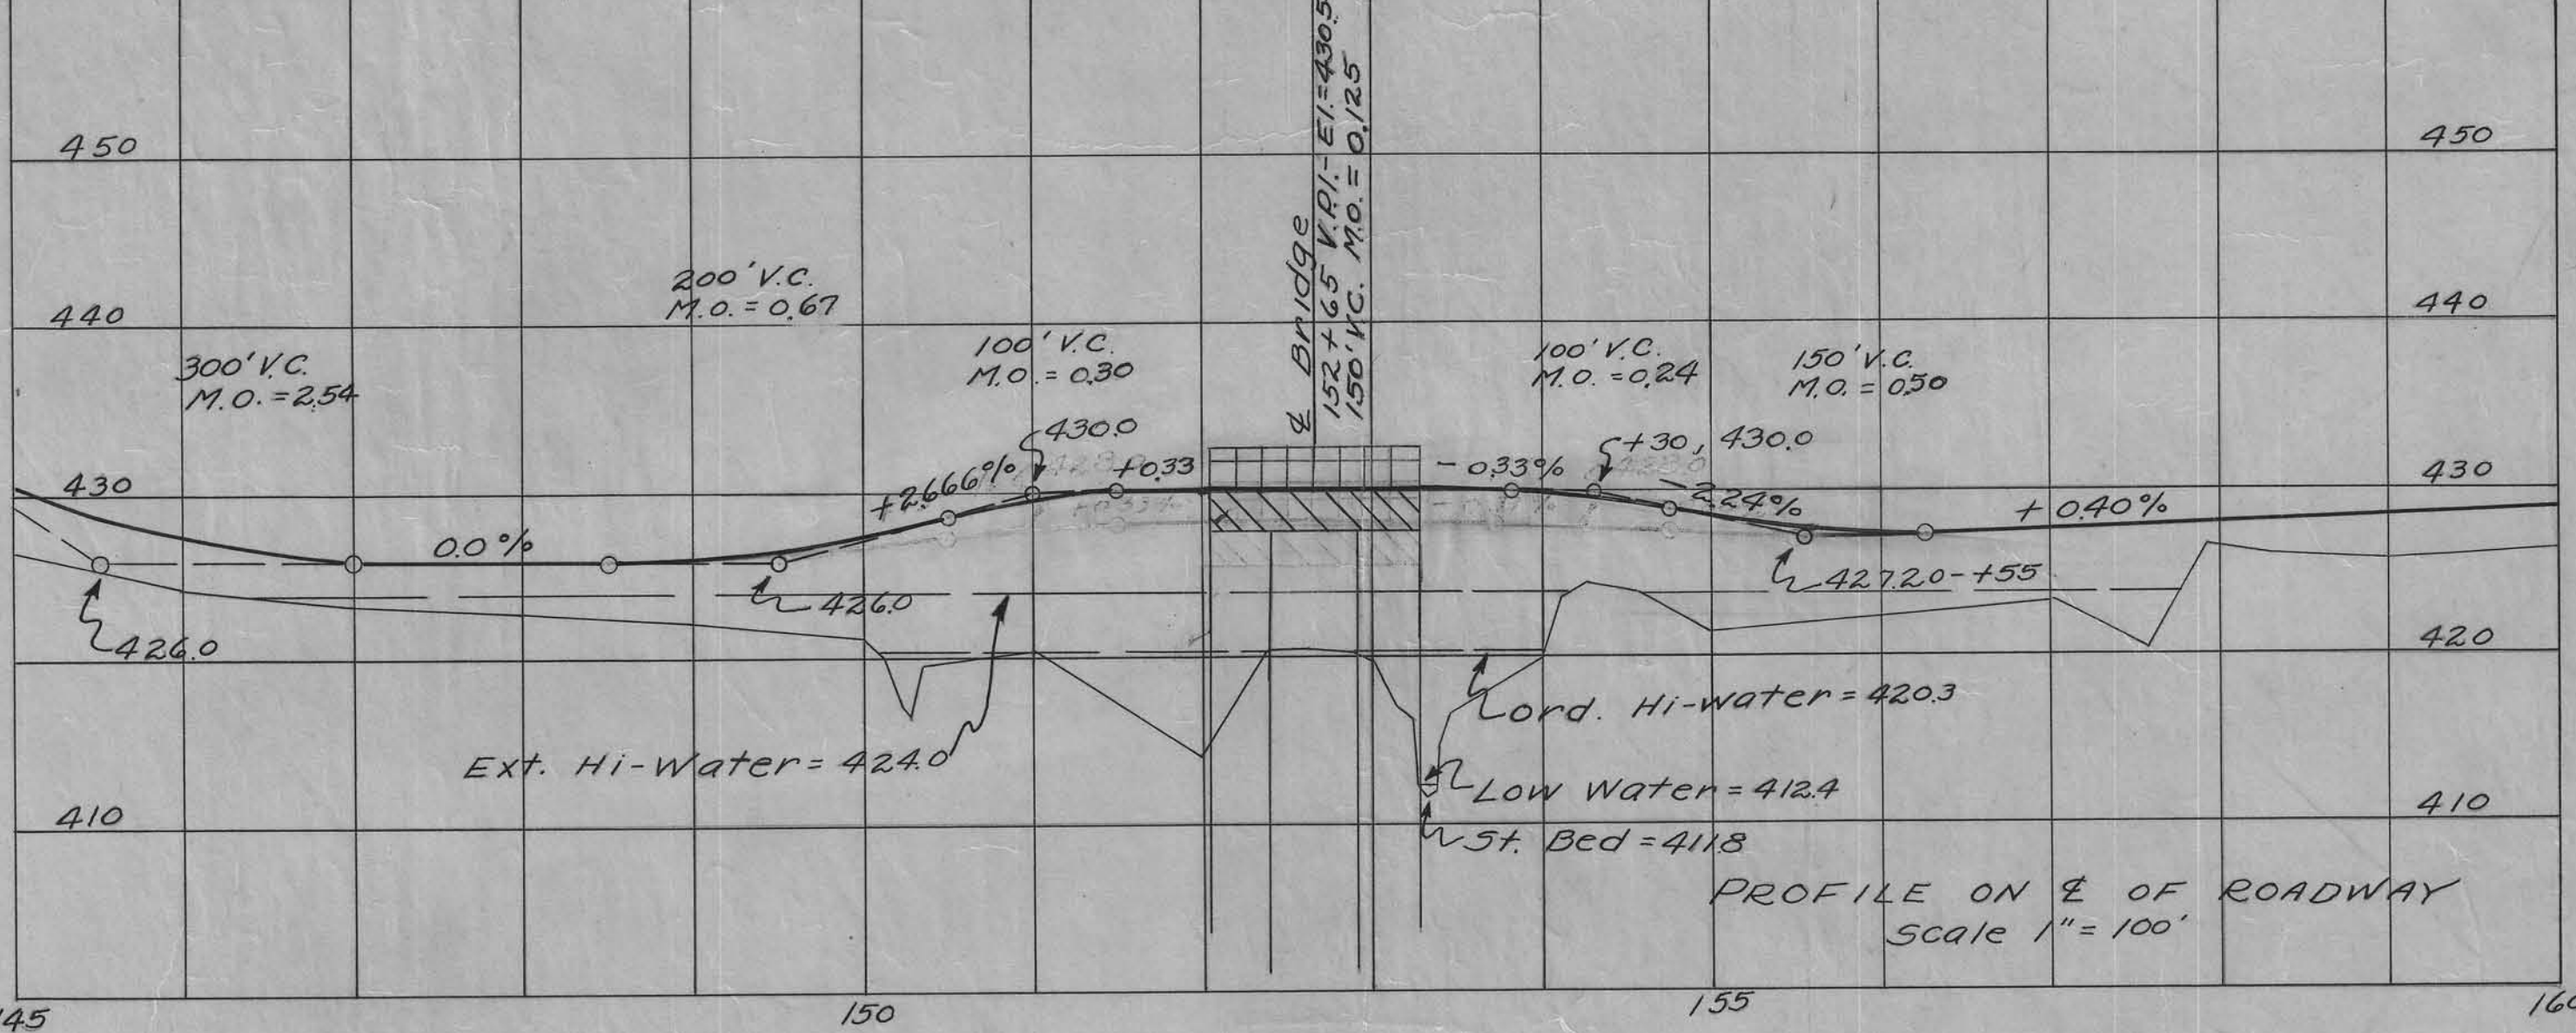 450
450
℄ Bridge
152+65 V.P.I.-El.=430.5
150' V.C. M.O.=0.125
200' V.C.
M.O.=0.67
440
440
300' V.C.
M.O.=2.54
100' V.C.
M.O.=0.30
100' V.C.
M.O.=0.24
150' V.C.
M.O.=0.50
430.0
+30, 430.0
430
+2.666%
+0.33
-0.33%
-2.24%
430
0.0%
+0.40%
426.0
426.0
427.20-+55
420
Ord. Hi-Water=420.3
Ext. Hi-Water=424.0
Low Water=412.4
410
410
St. Bed=411.8
PROFILE ON ℄ OF ROADWAY
Scale 1"=100'
145
150
155